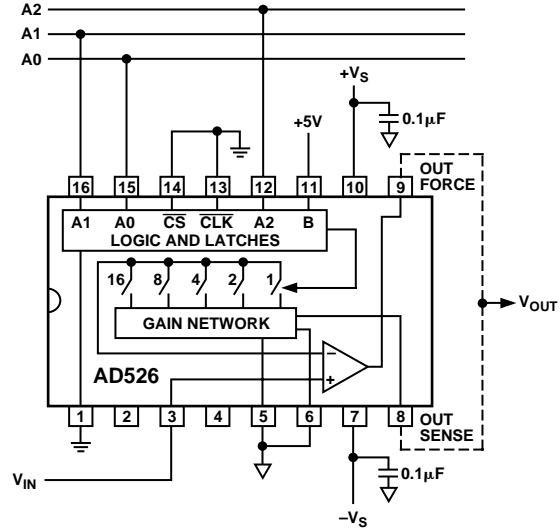 A2
A1
A0
+VS
+5V
0.1µF
OUT
FORCE
16 15 14 13 12 11 10 9
A1 A0 CS CLK A2 B
LOGIC AND LATCHES
16 8 4 2 1
GAIN NETWORK
VOUT
–
+
AD526
1 2 3 4 5 6 7 8
OUT
SENSE
VIN
0.1µF
–VS